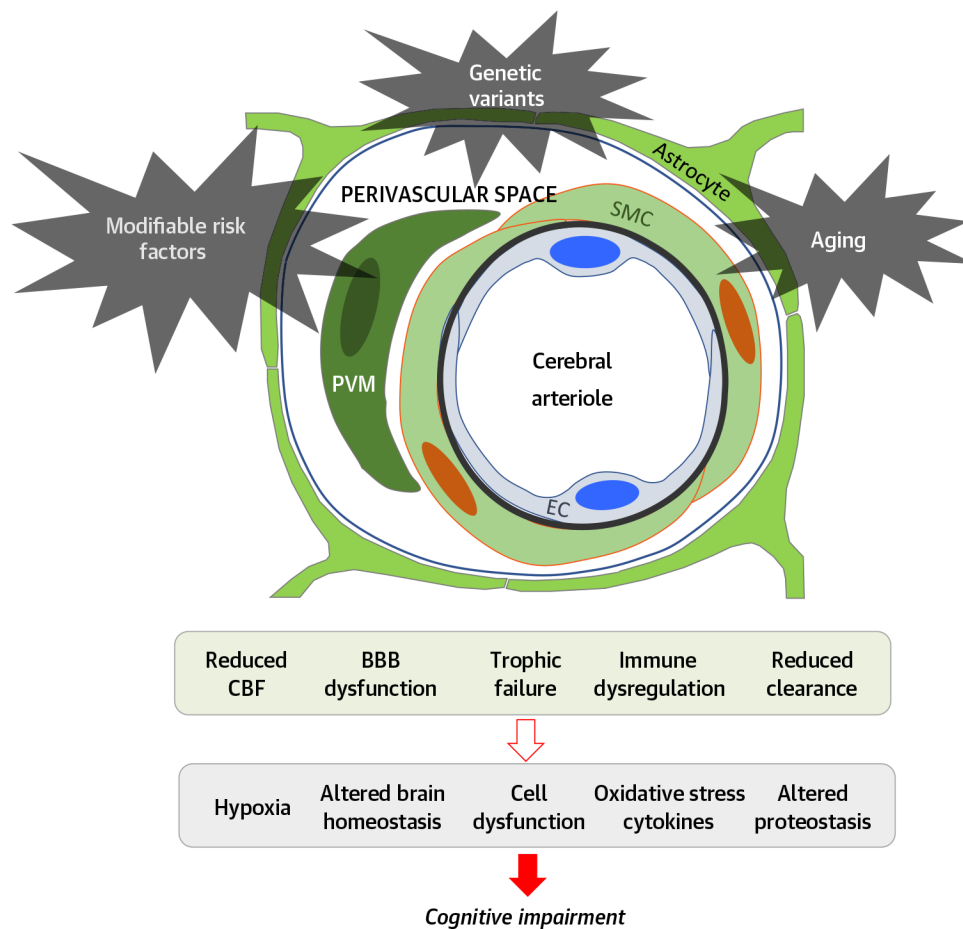 Genetic
variants
Astrocyte
PERIVASCULAR SPACE
SMC
Modifiable risk
factors
Aging
PVM
Cerebral
arteriole
EC
Reduced
CBF
BBB
dysfunction
Trophic
failure
Immune
dysregulation
Reduced
clearance
Hypoxia
Altered brain
homeostasis
Cell
dysfunction
Oxidative stress
cytokines
Altered
proteostasis
Cognitive impairment